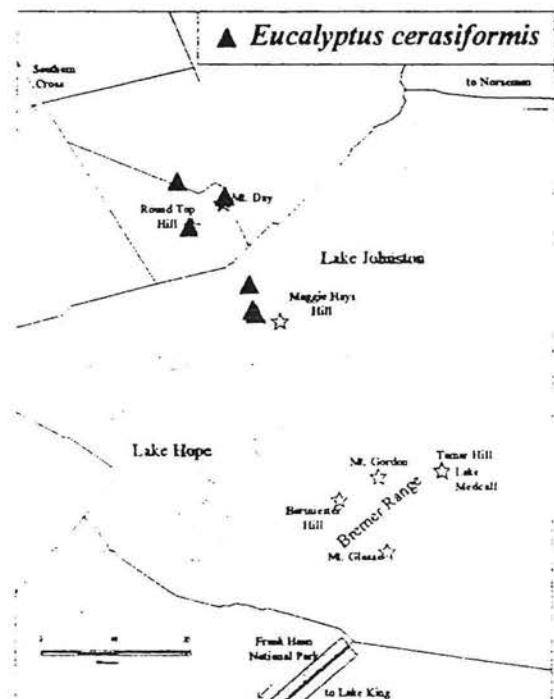 ▲ Eucalyptus cerasiformis
Southern
Cross
to Norseman
Mt. Day
Round Top
Hill
Lake Johnston
Maggie Hays
Hill
Lake Hope
Mt. Gordon
Tamar Hill
Lake
Medcalf
Hill
Bremer Range
Mt. Glasse
Frank Hann
National Park
to Lake King